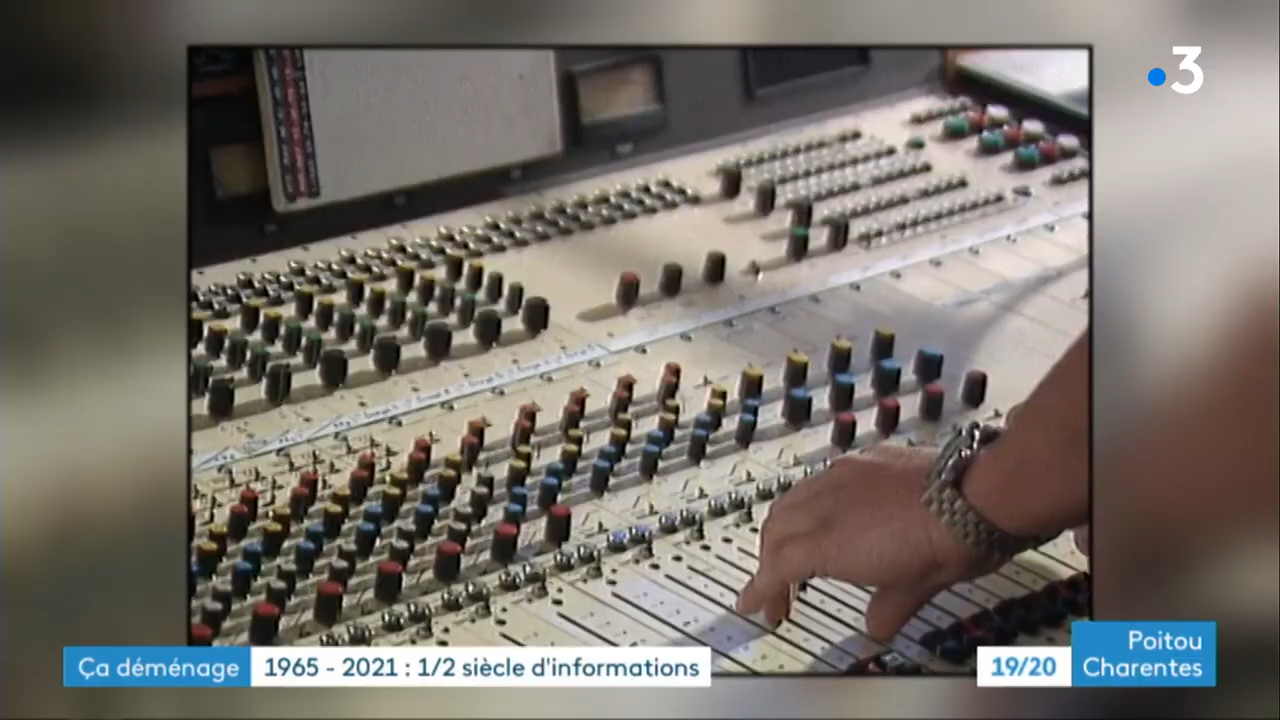 3
Ça déménage
1965 - 2021 : 1/2 siècle d'informations
19/20
Poitou
Charentes